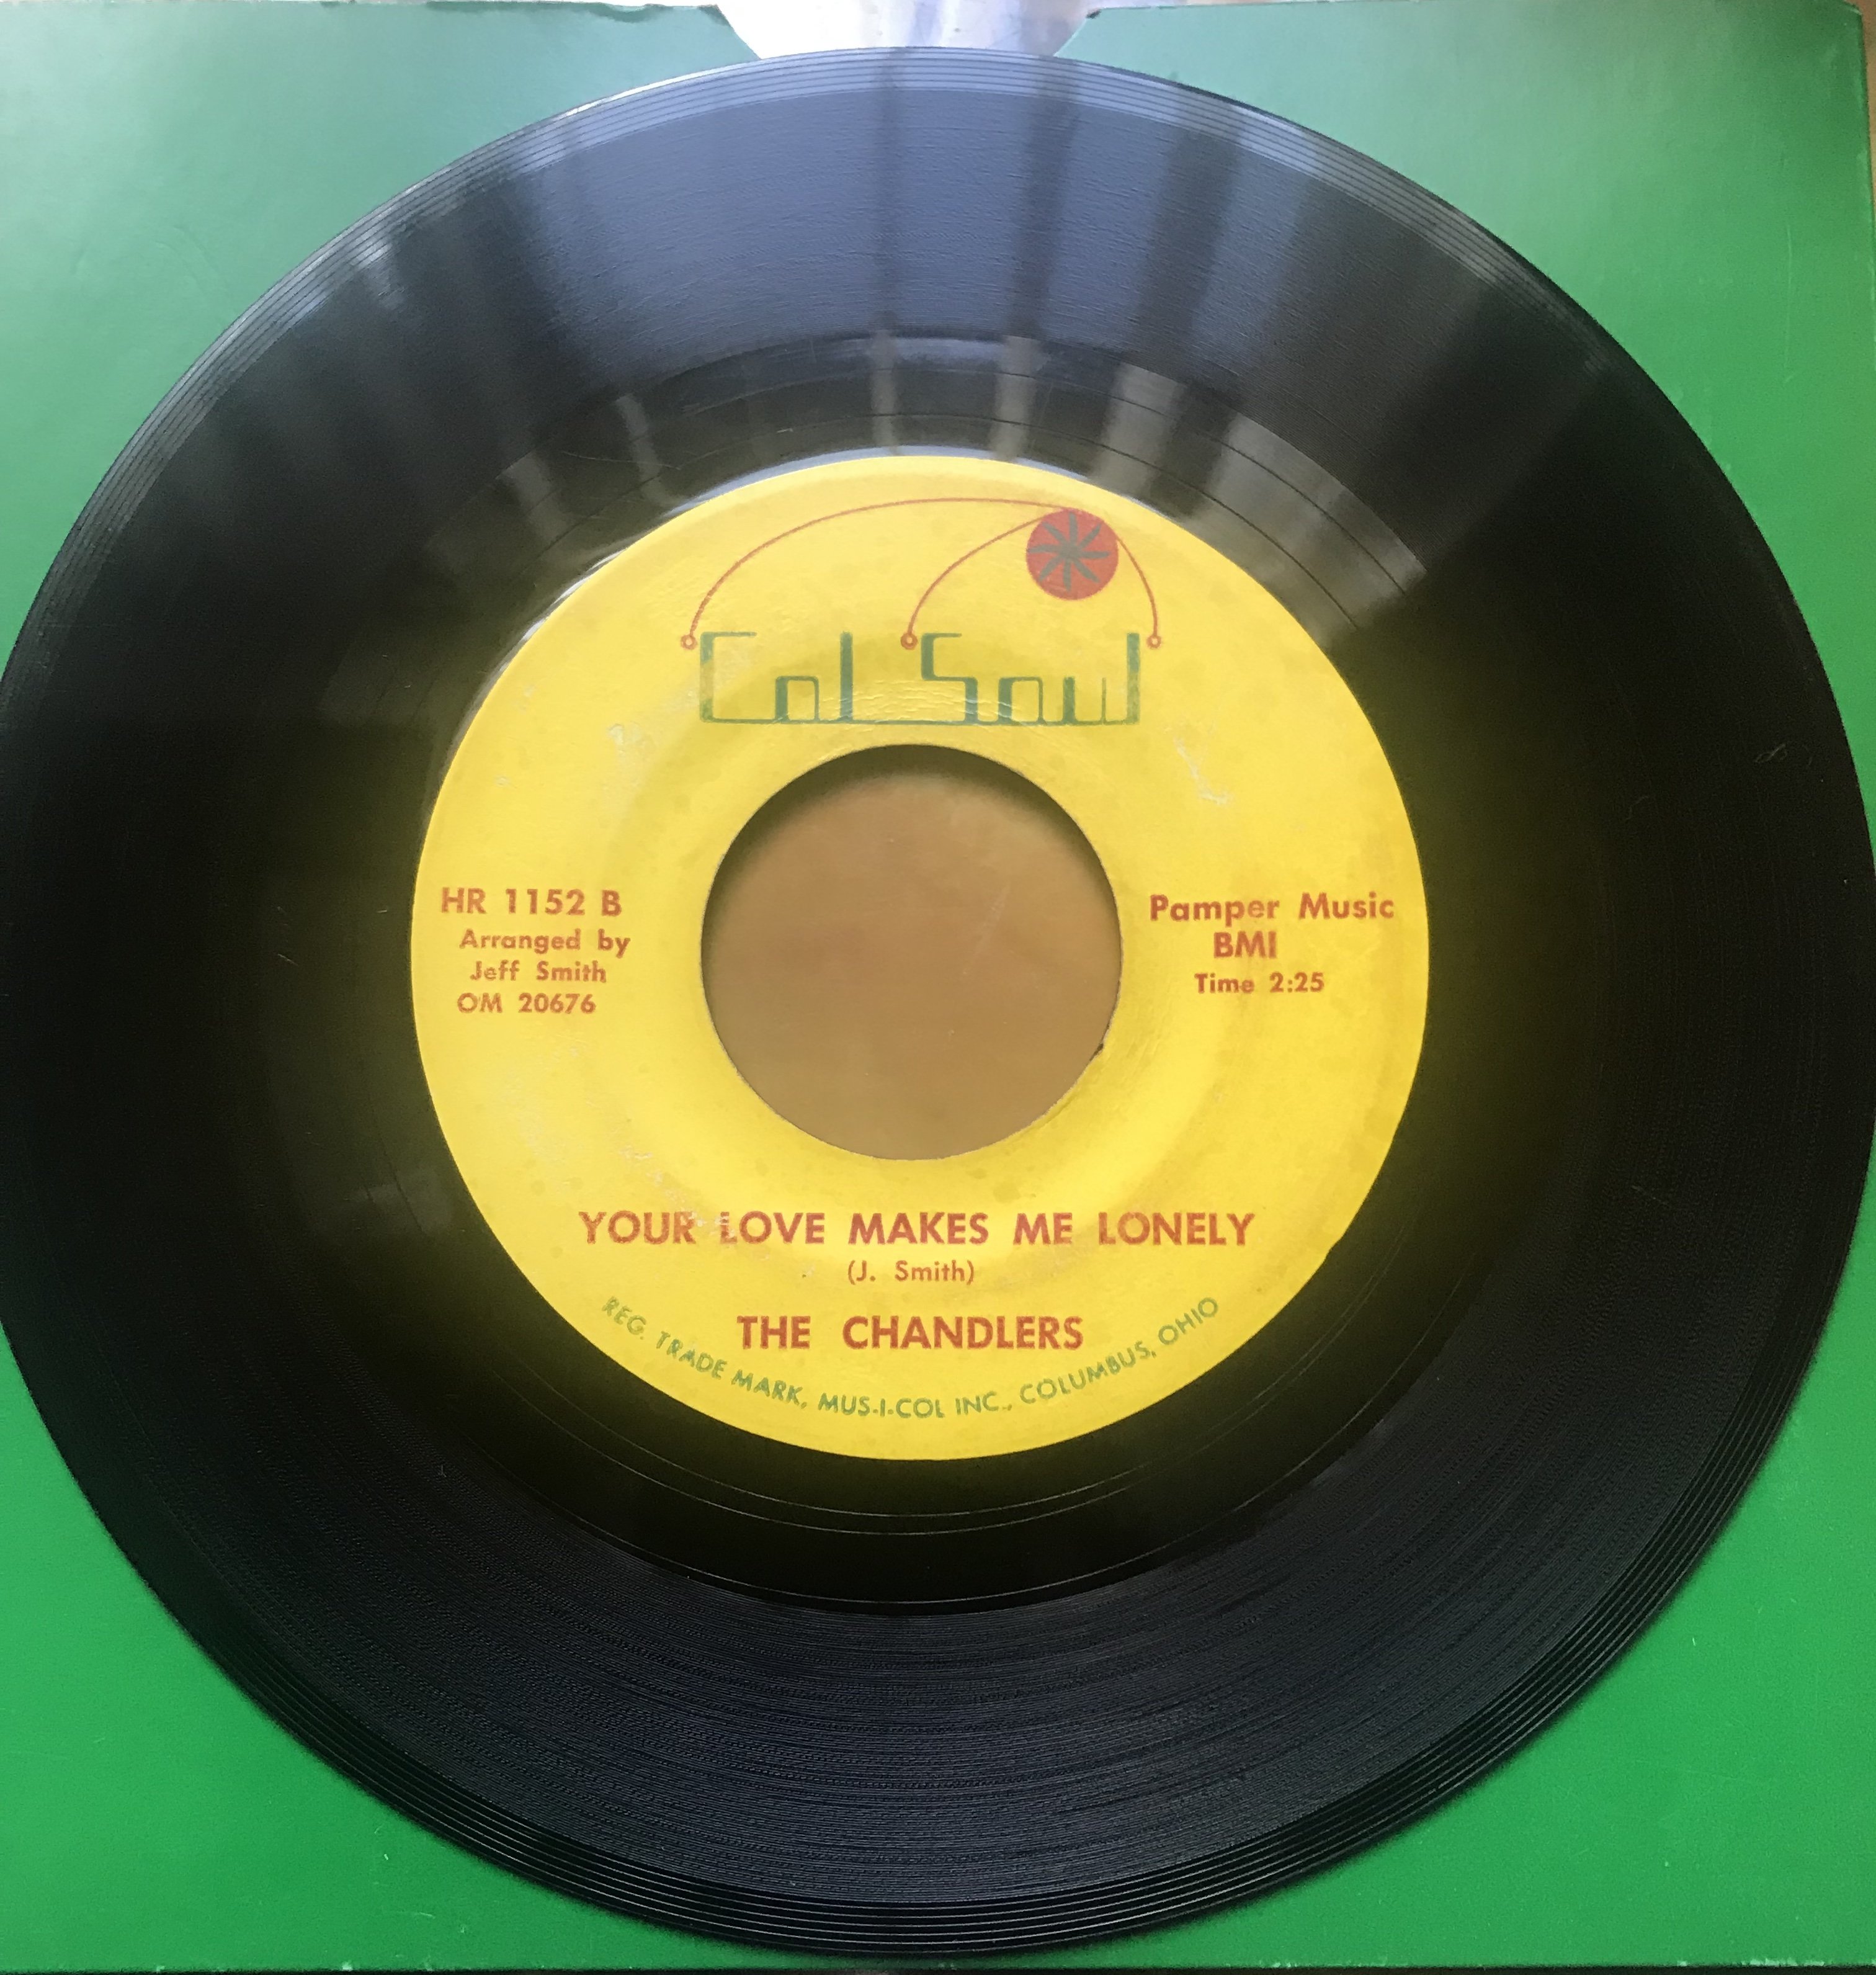 Col Soul
HR 1152 B
Arranged by
Jeff Smith
OM 20676
Pamper Music
BMI
Time 2:25
YOUR LOVE MAKES ME LONELY
(J. Smith)
THE CHANDLERS
REG. TRADE MARK, MUS-I-COL INC., COLUMBUS, OHIO